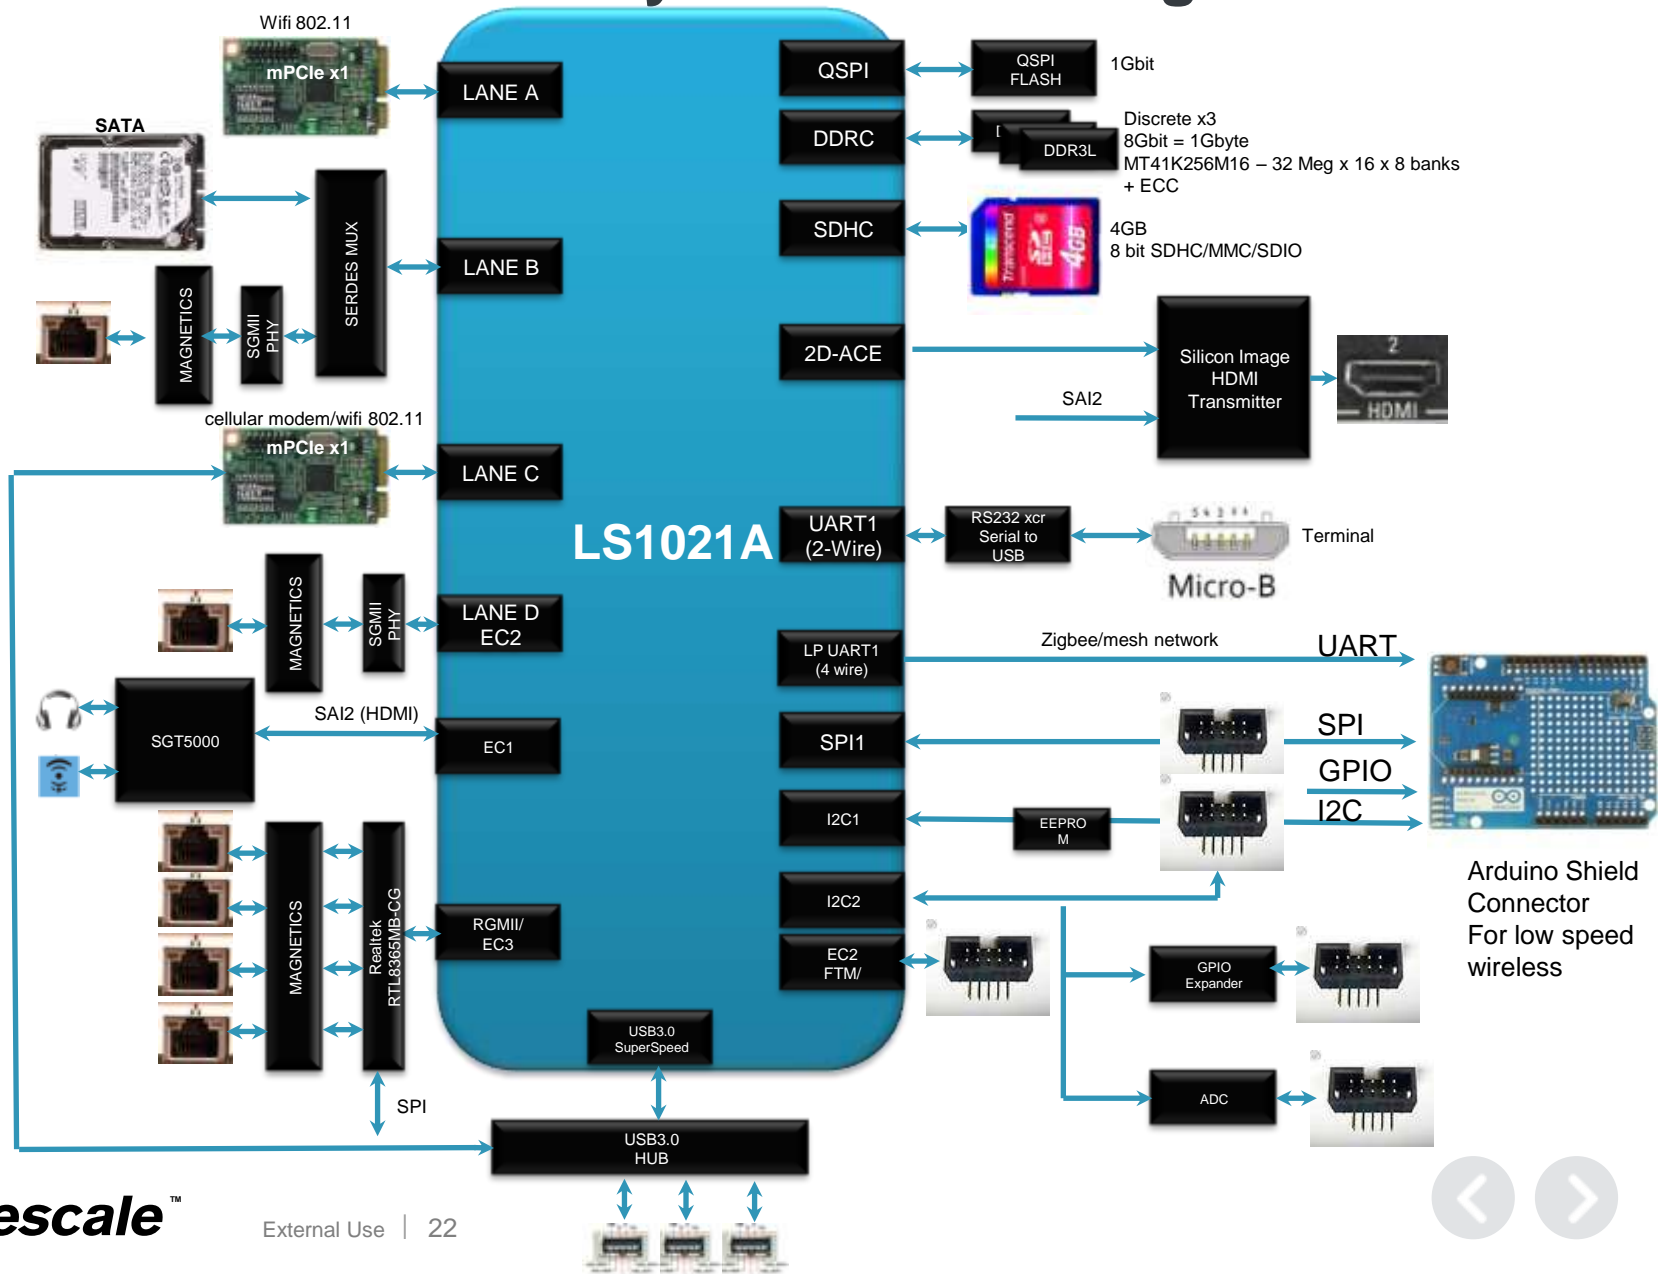 Wifi 802.11
mPCIe x1
LANE A
SATA
SERDES MUX
LANE B
MAGNETICS
SGMII
PHY
cellular modem/wifi 802.11
mPCIe x1
LANE C
LS1021A
MAGNETICS
SGMII
PHY
LANE D
EC2
SGT5000
SAI2 (HDMI)
EC1
MAGNETICS
Realtek
RTL8365MB-CG
RGMII/
EC3
SPI
USB3.0
SuperSpeed
USB3.0
HUB
QSPI
QSPI
FLASH
1Gbit
DDRC
DDR3L
Discrete x3
8Gbit = 1Gbyte
MT41K256M16 – 32 Meg x 16 x 8 banks
+ ECC
SDHC
Transcend
4GB
4GB
8 bit SDHC/MMC/SDIO
2D-ACE
SAI2
Silicon Image
HDMI
Transmitter
2
HDMI
UART1
(2-Wire)
RS232 xcr
Serial to
USB
Micro-B
Terminal
LP UART1
(4 wire)
Zigbee/mesh network
UART
SPI1
SPI
GPIO
I2C1
EEPRO
M
I2C
I2C2
EC2
FTM/
GPIO
Expander
ADC
Arduino Shield
Connector
For low speed
wireless
escale™
External Use | 22